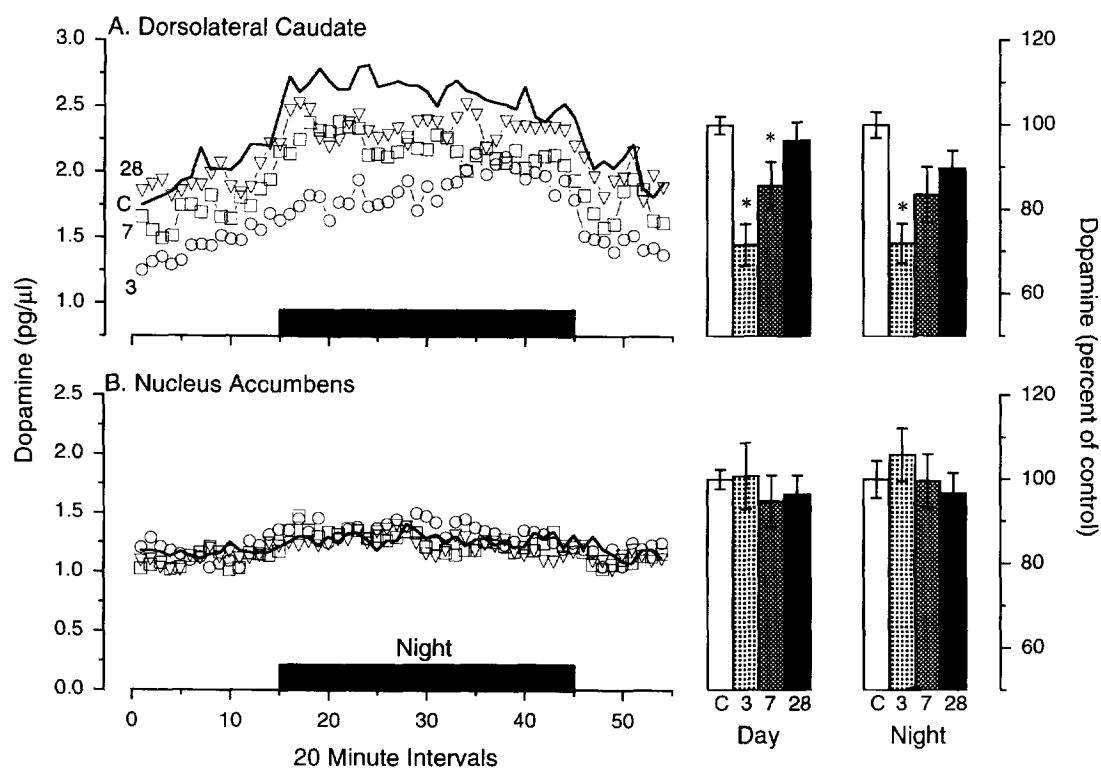 A. Dorsolateral Caudate
3.0
2.5
2.0
1.5
1.0
28
C
7
3
*
*
*
120
100
80
60
Dopamine (pg/μl)
Dopamine (percent of control)
B. Nucleus Accumbens
2.5
2.0
1.5
1.0
0.5
0.0
Night
120
100
80
60
0 10 20 30 40 50
20 Minute Intervals
C 3 7 28
Day
C 3 7 28
Night